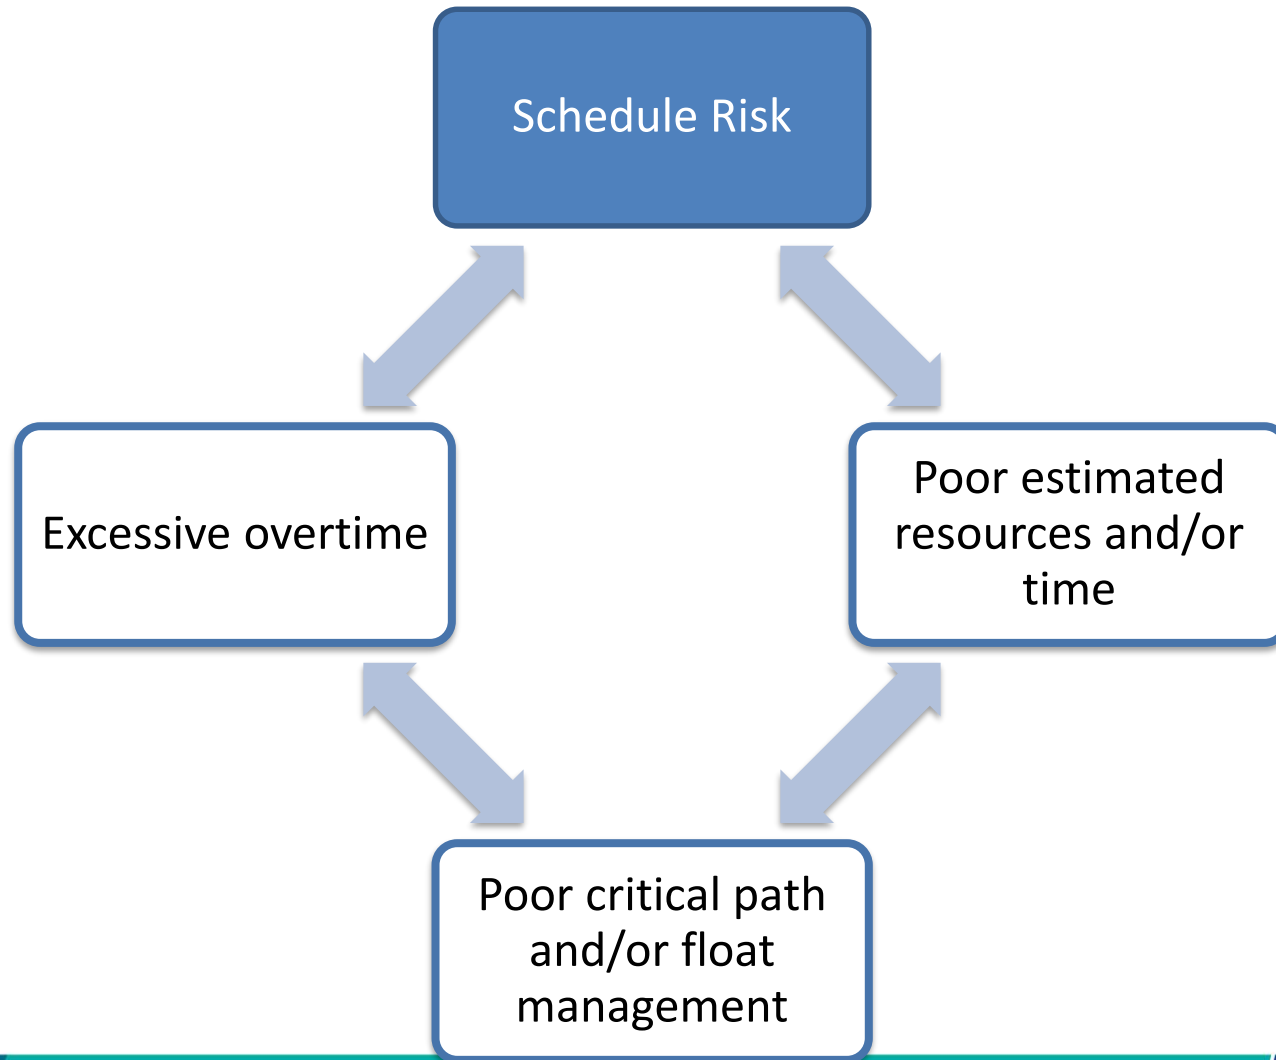 Schedule Risk
Excessive overtime
Poor estimated
resources and/or
time
Poor critical path
and/or float
management